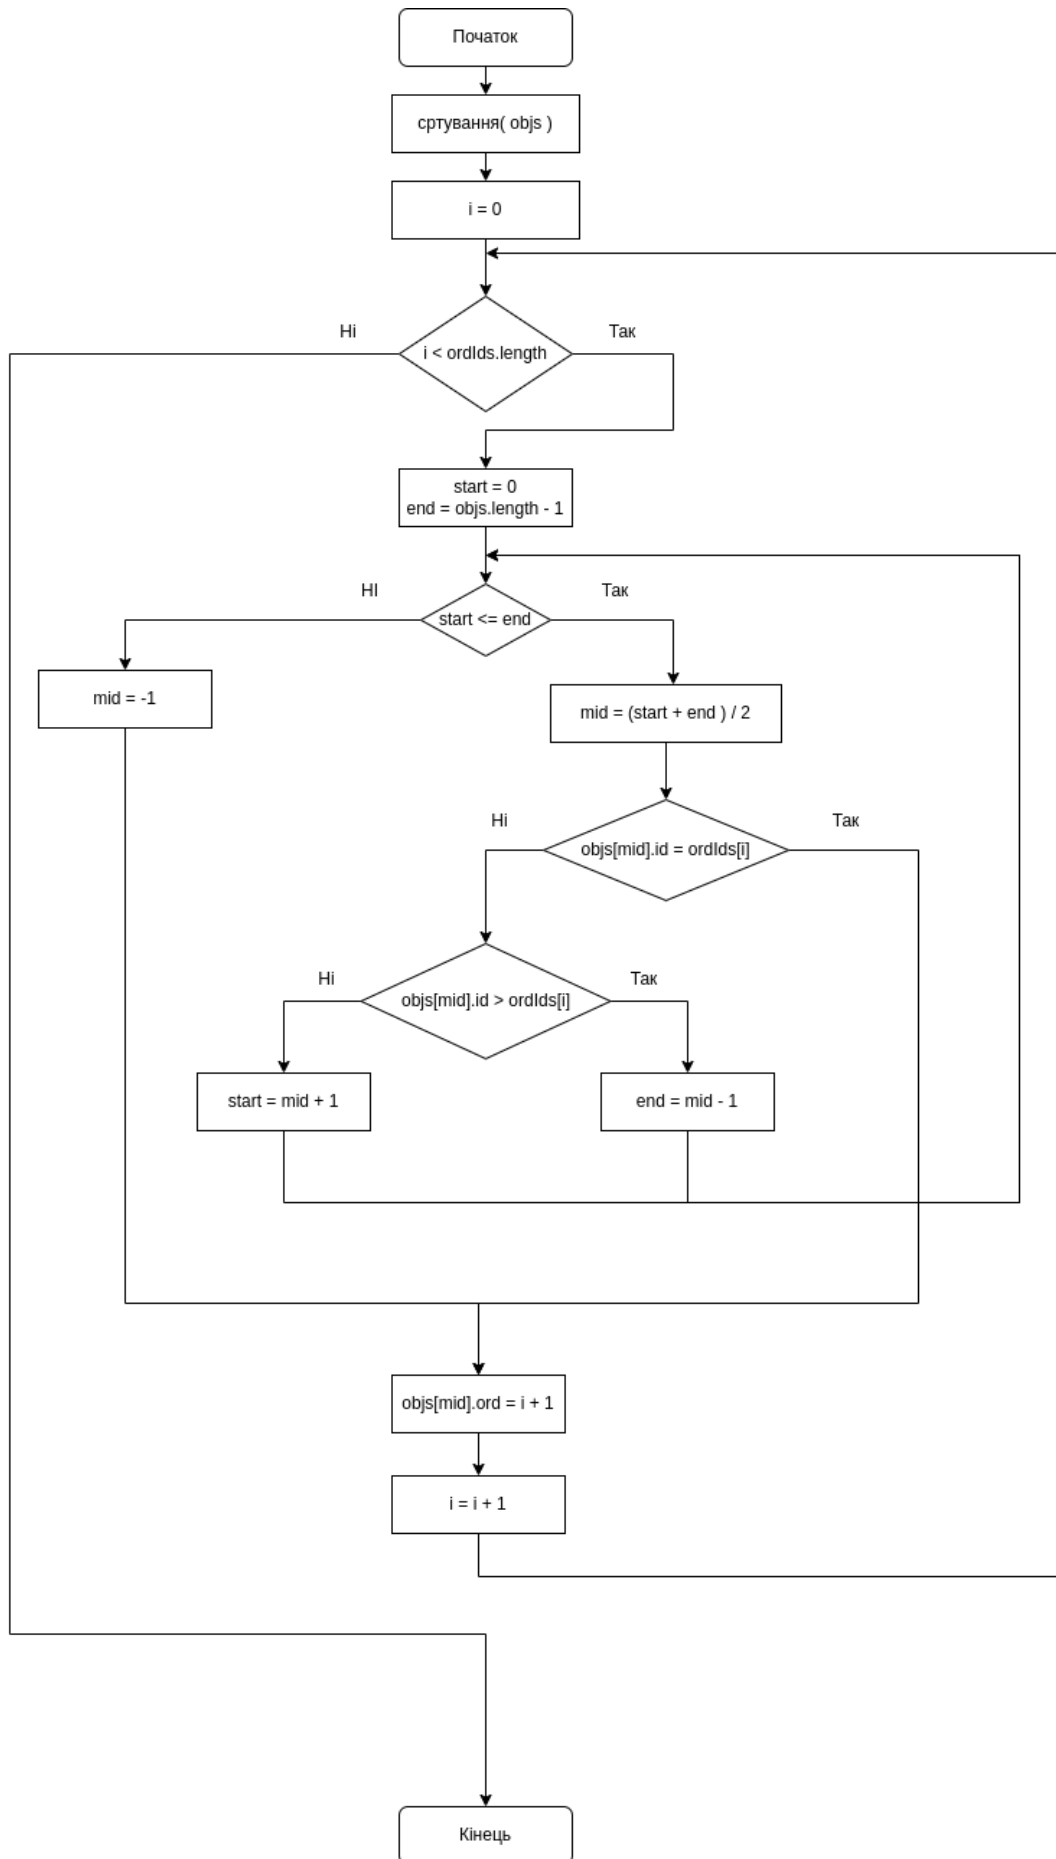 Початок
сртування( objs )
i = 0
Ні
Так
i < ordIds.length
start = 0
end = objs.length - 1
НІ
Так
start <= end
mid = -1
mid = (start + end ) / 2
Ні
Так
objs[mid].id = ordIds[i]
Ні
Так
objs[mid].id > ordIds[i]
start = mid + 1
end = mid - 1
objs[mid].ord = i + 1
i = i + 1
Кінець